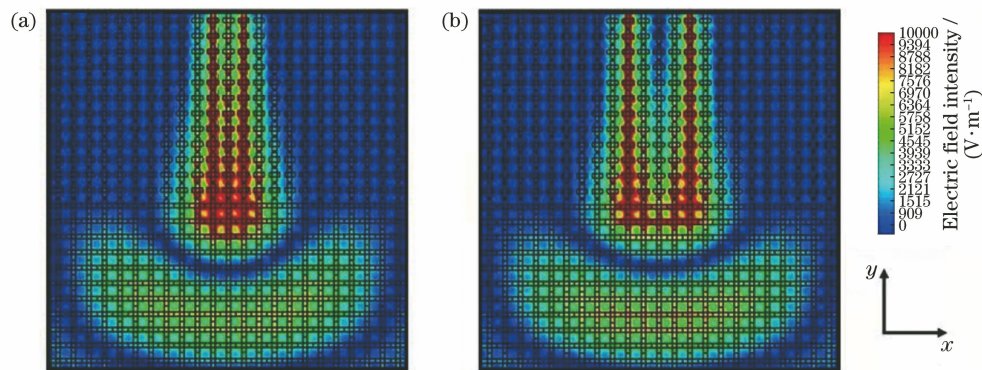 (a)
(b)
10000
9394
8788
8182
7576
6970
6364
5758
5152
4545
3939
3333
2727
2121
1515
909
0
Electric field intensity /
(V·m⁻¹)
y
x